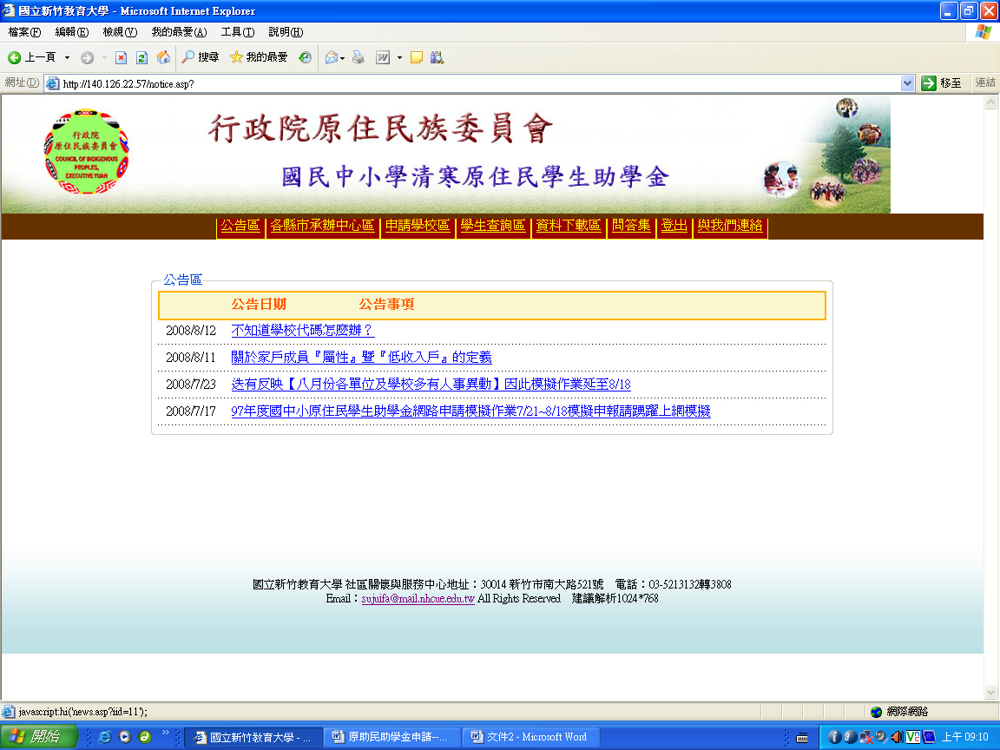 國立新竹教育大學 - Microsoft Internet Explorer
檔案(F) 編輯(E) 檢視(V) 我的最愛(A) 工具(T) 說明(H)
上一頁 搜尋 我的最愛
網址(D) http://140.126.22.57/notice.asp? 移至 連結
行政院
原住民族委員會
COUNCIL OF INDIGENOUS
PEOPLES,
EXECUTIVE YUAN
行政院原住民族委員會
國民中小學清寒原住民學生助學金
公告區 各縣市承辦中心區 申請學校區 學生查詢區 資料下載區 問答集 登出 與我們連絡
公告區
公告日期 公告事項
2008/8/12 不知道學校代碼怎麼辦？
2008/8/11 關於家戶成員『屬性』暨『低收入戶』的定義
2008/7/23 迭有反映【八月份各單位及學校多有人事異動】因此模擬作業延至8/18
2008/7/17 97年度國中小原住民學生助學金網路申請模擬作業7/21~8/18模擬申報請踴躍上網模擬
國立新竹教育大學 社區關懷與服務中心地址：30014 新竹市南大路521號 電話：03-5213132轉3808
Email：sujuifa@mail.nhcue.edu.tw All Rights Reserved 建議解析1024*768
javascript:hi('news.asp?iid=11'); 網際網路
開始 國立新竹教育大學 - ... 原助民助學金申請--... 文件2 - Microsoft Word 上午 09:10